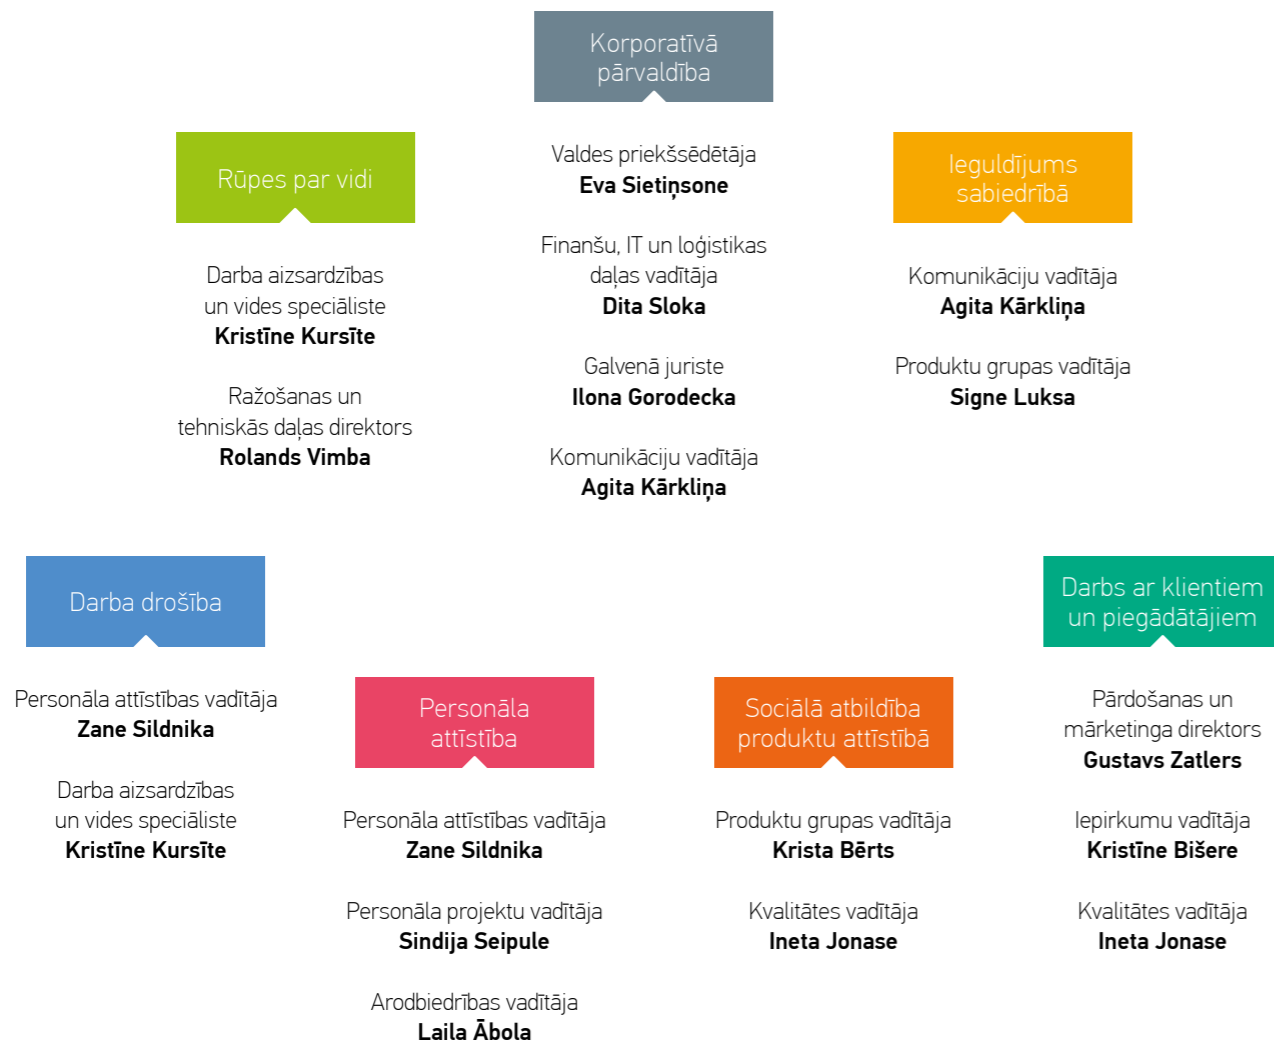 Korporatīvā
pārvaldība
Valdes priekšsēdētāja
Eva Sietiņsone
Finanšu, IT un loģistikas
daļas vadītāja
Dita Sloka
Galvenā juriste
Ilona Gorodecka
Komunikāciju vadītāja
Agita Kārkliņa
Rūpes par vidi
Darba aizsardzības
un vides speciāliste
Kristīne Kursīte
Ražošanas un
tehniskās daļas direktors
Rolands Vimba
Ieguldījums
sabiedrībā
Komunikāciju vadītāja
Agita Kārkliņa
Produktu grupas vadītāja
Signe Luksa
Darba drošība
Personāla attīstības vadītāja
Zane Sildnika
Darba aizsardzības
un vides speciāliste
Kristīne Kursīte
Personāla
attīstība
Personāla attīstības vadītāja
Zane Sildnika
Personāla projektu vadītāja
Sindija Seipule
Arodbiedrības vadītāja
Laila Ābola
Sociālā atbildība
produktu attīstībā
Produktu grupas vadītāja
Krista Bērts
Kvalitātes vadītāja
Ineta Jonase
Darbs ar klientiem
un piegādātājiem
Pārdošanas un
mārketinga direktors
Gustavs Zatlers
Iepirkumu vadītāja
Kristīne Bišere
Kvalitātes vadītāja
Ineta Jonase